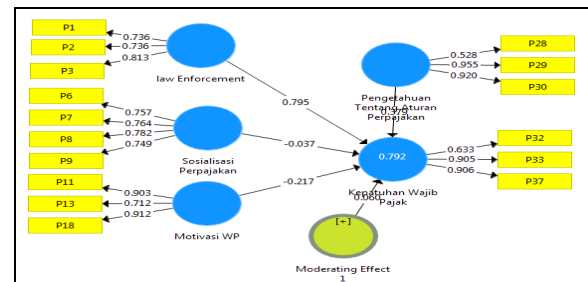 P1
P2
P3
0.736
0.736
0.813
law Enforcement
P6
P7
P8
P9
0.757
0.764
0.782
0.749
Sosialisasi
Perpajakan
P11
P13
P18
0.903
0.712
0.912
Motivasi WP
0.795
-0.037
-0.217
Pengetahuan
Tentang Aturan
Perpajakan
0.528
0.955
0.920
P28
P29
P30
0.792
Kepatuhan Wajib
Pajak
0.633
0.905
0.906
P32
P33
P37
0.060
[+]
Moderating Effect
1